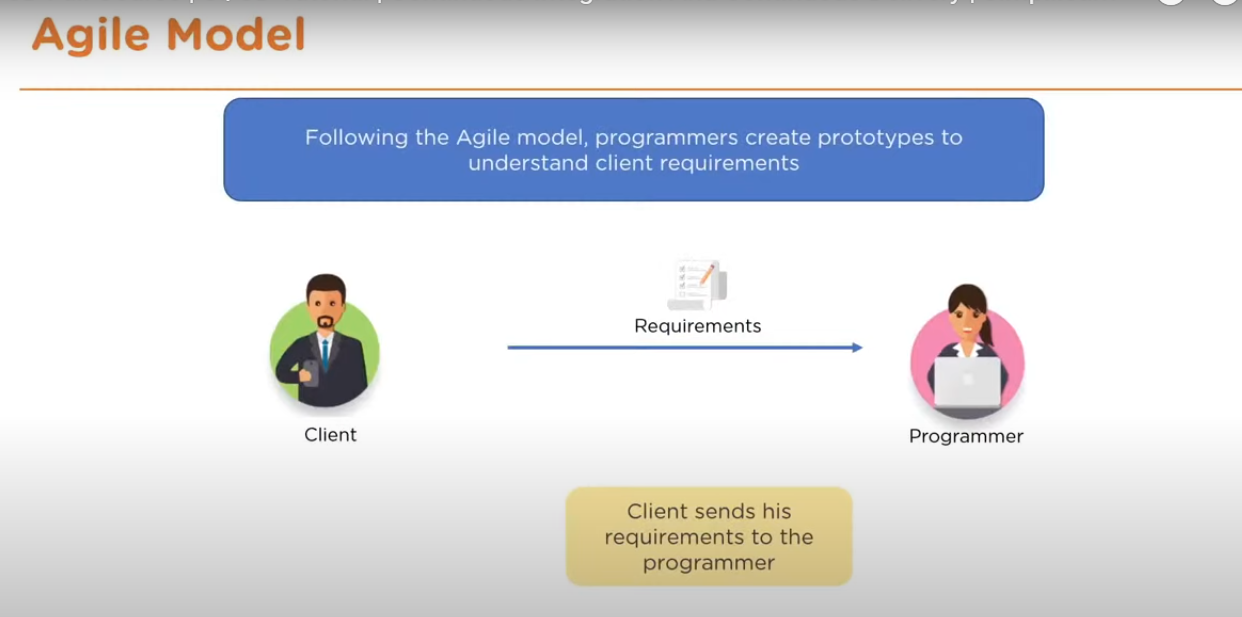 Agile Model
Following the Agile model, programmers create prototypes to
understand client requirements
Requirements
Client
Programmer
Client sends his
requirements to the
programmer